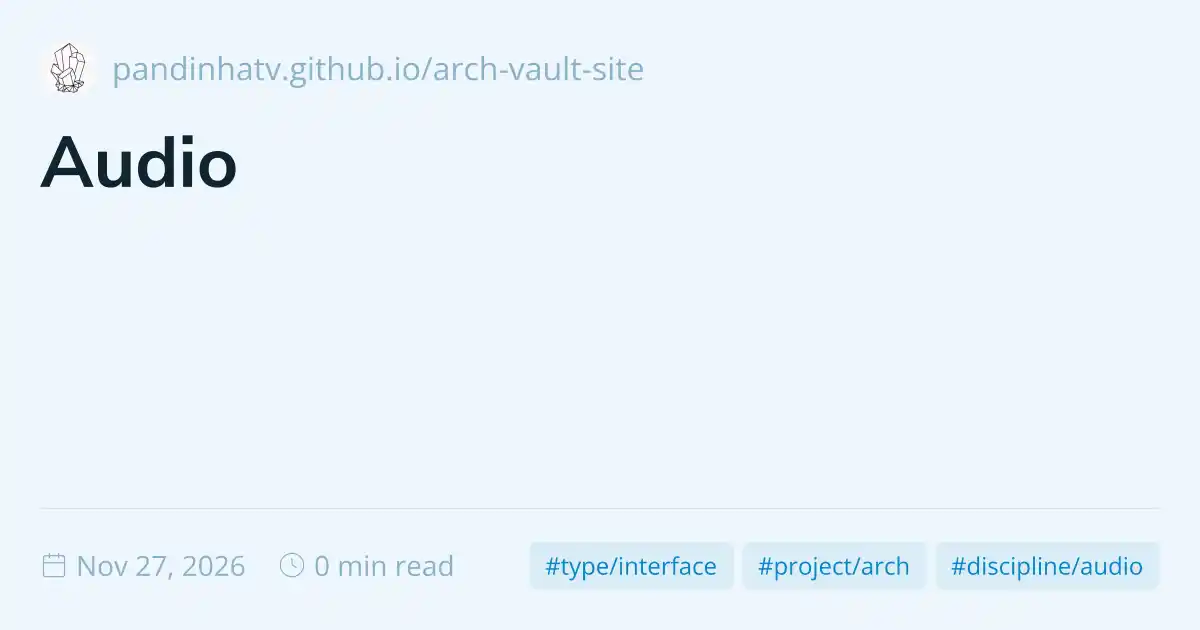 pandinhatv.github.io/arch-vault-site
Audio
Nov 27, 2026 0 min read #type/interface #project/arch #discipline/audio